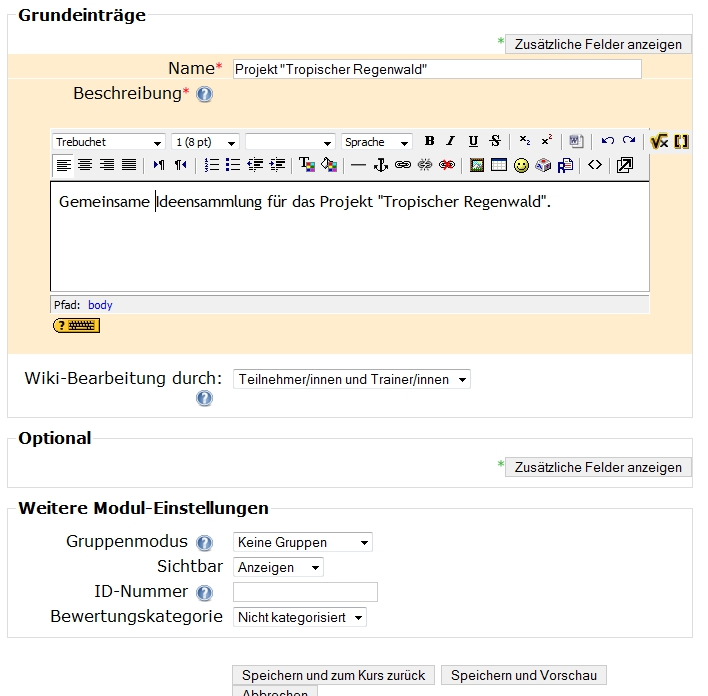 Grundeinträge
* Zusätzliche Felder anzeigen
Name* Projekt "Tropischer Regenwald"
Beschreibung* ?
Trebuchet 1 (8 pt) Sprache B I U S x₂ x²
Gemeinsame Ideensammlung für das Projekt "Tropischer Regenwald".
Pfad: body
?
Wiki-Bearbeitung durch: Teilnehmer/innen und Trainer/innen
?
Optional
* Zusätzliche Felder anzeigen
Weitere Modul-Einstellungen
Gruppenmodus ? Keine Gruppen
Sichtbar Anzeigen
ID-Nummer ?
Bewertungskategorie Nicht kategorisiert
Speichern und zum Kurs zurück Speichern und Vorschau
Abbrechen